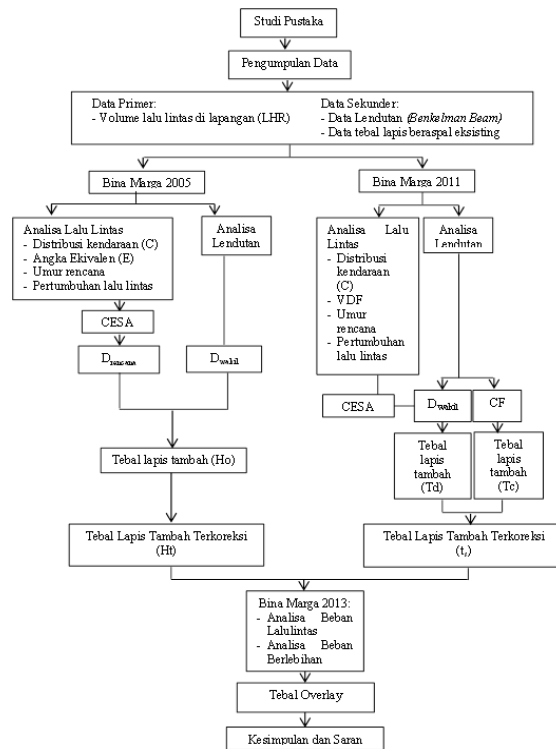 Studi Pustaka
Pengumpulan Data
Data Primer:
- Volume lalu lintas di lapangan (LHR)
Data Sekunder:
- Data Lendutan (Benkelman Beam)
- Data tebal lapis beraspal eksisting
Bina Marga 2005
Bina Marga 2011
Analisa Lalu Lintas
- Distribusi kendaraan (C)
- Angka Ekivalen (E)
- Umur rencana
- Pertumbuhan lalu lintas
Analisa
Lendutan
Analisa Lalu
Lintas
- Distribusi
kendaraan
(C)
- VDF
- Umur
rencana
- Pertumbuhan
lalu lintas
Analisa
Lendutan
CESA
Drencana
Dwakil
CESA
Dwakil
CF
Tebal lapis tambah (Ho)
Tebal
lapis
tambah
(Td)
Tebal
lapis
tambah
(Tc)
Tebal Lapis Tambah Terkoreksi
(Ht)
Tebal Lapis Tambah Terkoreksi
Bina Marga 2013:
- Analisa Beban
Lalulintas
- Analisa Beban
Berlebihan
Tebal Overlay
Kesimpulan dan Saran